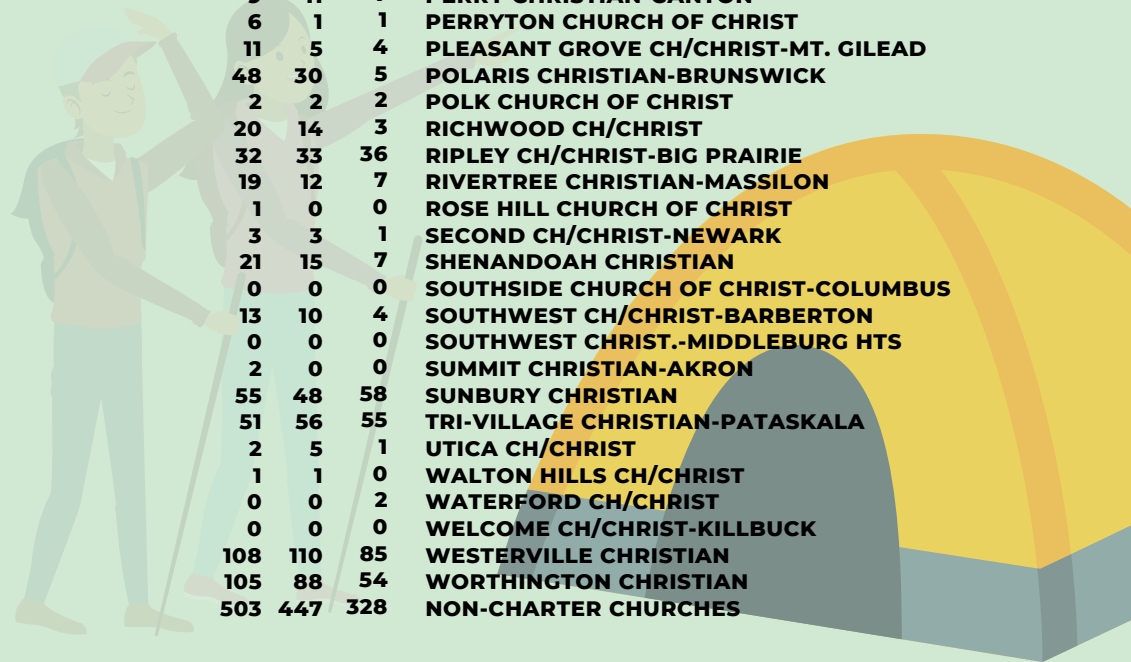 PERRY CHRISTIAN-CANTON
6 1 1 PERRYTON CHURCH OF CHRIST
11 5 4 PLEASANT GROVE CH/CHRIST-MT. GILEAD
48 30 5 POLARIS CHRISTIAN-BRUNSWICK
2 2 2 POLK CHURCH OF CHRIST
20 14 3 RICHWOOD CH/CHRIST
32 33 36 RIPLEY CH/CHRIST-BIG PRAIRIE
19 12 7 RIVERTREE CHRISTIAN-MASSILON
1 0 0 ROSE HILL CHURCH OF CHRIST
3 3 1 SECOND CH/CHRIST-NEWARK
21 15 7 SHENANDOAH CHRISTIAN
0 0 0 SOUTHSIDE CHURCH OF CHRIST-COLUMBUS
13 10 4 SOUTHWEST CH/CHRIST-BARBERTON
0 0 0 SOUTHWEST CHRIST.-MIDDLEBURG HTS
2 0 0 SUMMIT CHRISTIAN-AKRON
55 48 58 SUNBURY CHRISTIAN
51 56 55 TRI-VILLAGE CHRISTIAN-PATASKALA
2 5 1 UTICA CH/CHRIST
1 1 0 WALTON HILLS CH/CHRIST
0 0 2 WATERFORD CH/CHRIST
0 0 0 WELCOME CH/CHRIST-KILLBUCK
108 110 85 WESTERVILLE CHRISTIAN
105 88 54 WORTHINGTON CHRISTIAN
503 447 328 NON-CHARTER CHURCHES